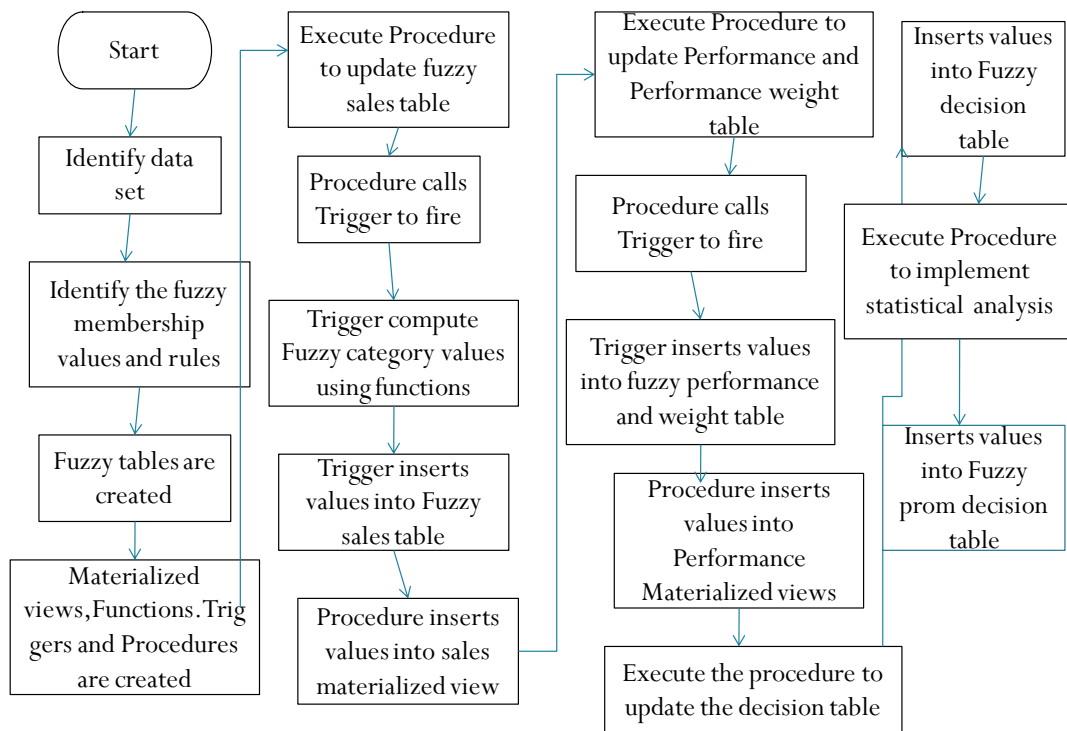 Start
Identify data
set
Identify the fuzzy
membership
values and rules
Fuzzy tables are
created
Materialized
views,Functions.Tri
ggers and Procedures
are created
Execute Procedure
to update fuzzy
sales table
Procedure calls
Trigger to fire
Trigger compute
Fuzzy category values
using functions
Trigger inserts
values into Fuzzy
sales table
Procedure inserts
values into sales
materialized view
Execute Procedure to
update Performance and
Performance weight
table
Procedure calls
Trigger to fire
Trigger inserts values
into fuzzy performance
and weight table
Procedure inserts
values into
Performance
Materialized views
Execute the procedure to
update the decision table
Inserts values
into Fuzzy
decision
table
Execute Procedure
to implement
statistical analysis
Inserts values
into Fuzzy
prom decision
table